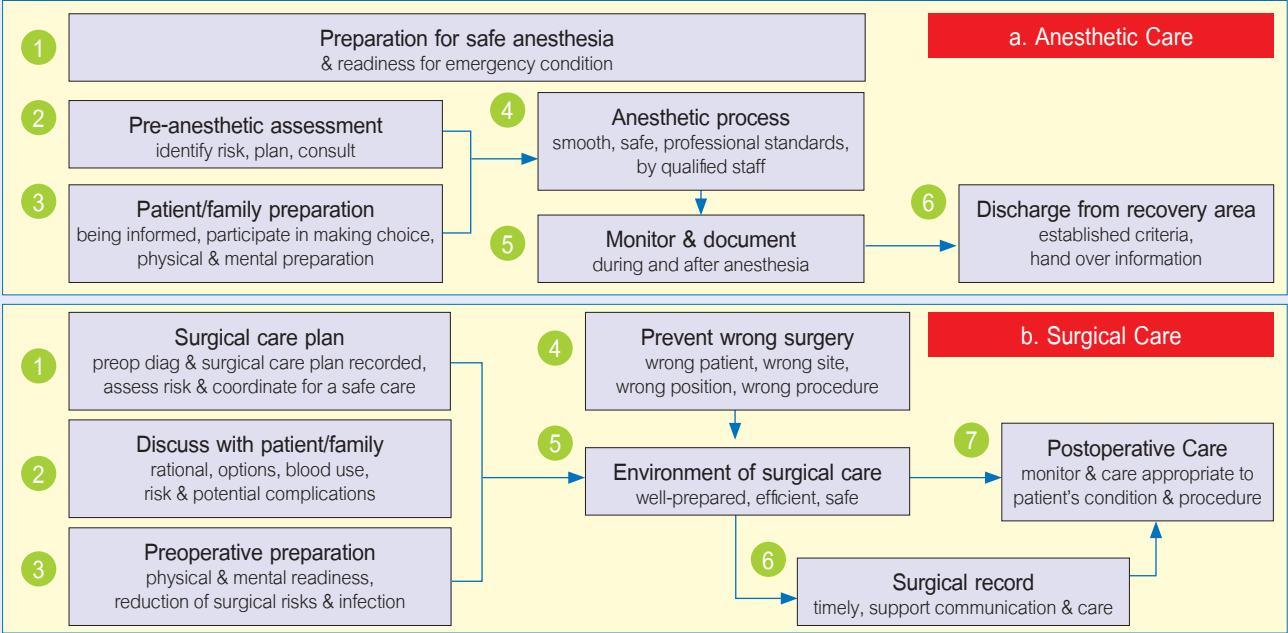 a. Anesthetic Care
1
Preparation for safe anesthesia
& readiness for emergency condition
2
Pre-anesthetic assessment
identify risk, plan, consult
3
Patient/family preparation
being informed, participate in making choice,
physical & mental preparation
4
Anesthetic process
smooth, safe, professional standards,
by qualified staff
5
Monitor & document
during and after anesthesia
6
Discharge from recovery area
established criteria,
hand over information
b. Surgical Care
1
Surgical care plan
preop diag & surgical care plan recorded,
assess risk & coordinate for a safe care
2
Discuss with patient/family
rational, options, blood use,
risk & potential complications
3
Preoperative preparation
physical & mental readiness,
reduction of surgical risks & infection
4
Prevent wrong surgery
wrong patient, wrong site,
wrong position, wrong procedure
5
Environment of surgical care
well-prepared, efficient, safe
6
Surgical record
timely, support communication & care
7
Postoperative Care
monitor & care appropriate to
patient's condition & procedure